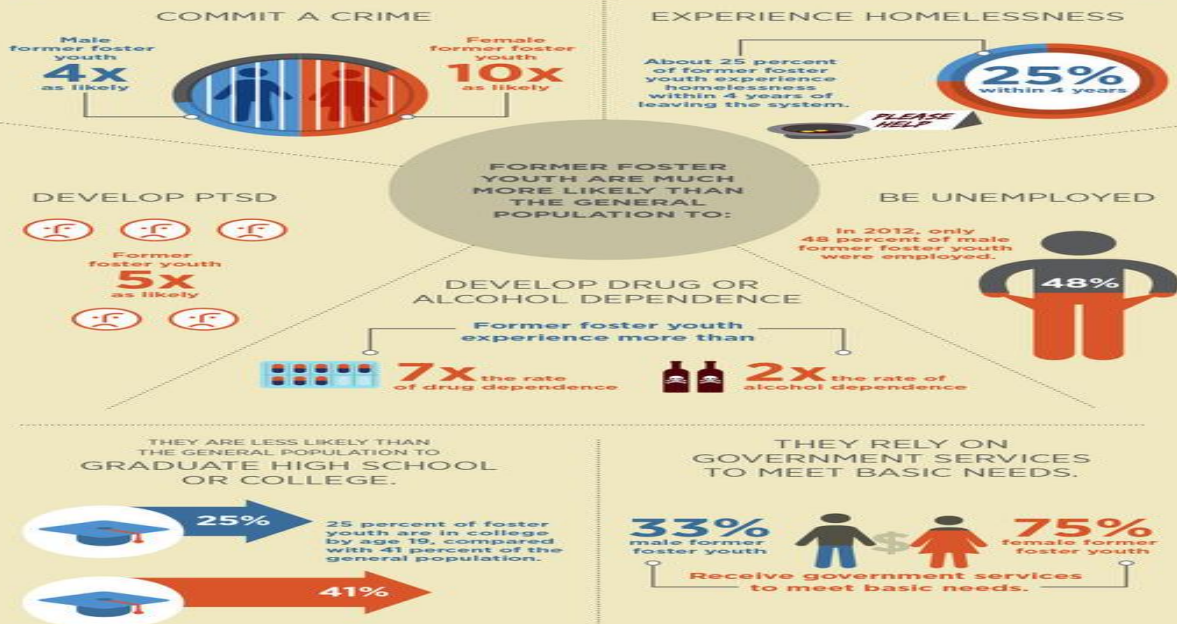 COMMIT A CRIME
Male
former foster
youth
4x
as likely
Female
former foster
youth
10x
as likely
EXPERIENCE HOMELESSNESS
About 25 percent
of former foster
youth experience
homelessness
within 4 years of
leaving the system.
25%
within 4 years
PLEASE
HELP
FORMER FOSTER
YOUTH ARE MUCH
MORE LIKELY THAN
THE GENERAL
POPULATION TO:
DEVELOP PTSD
Former
foster youth
5x
as likely
BE UNEMPLOYED
In 2012, only
48 percent of male
former foster youth
were employed.
48%
DEVELOP DRUG OR
ALCOHOL DEPENDENCE
Former foster youth
experience more than
7x the rate
of drug dependence
2x the rate of
alcohol dependence
THEY ARE LESS LIKELY THAN
THE GENERAL POPULATION TO
GRADUATE HIGH SCHOOL
OR COLLEGE.
25%
25 percent of foster
youth are in college
by age 19, compared
with 41 percent of the
general population.
41%
THEY RELY ON
GOVERNMENT SERVICES
TO MEET BASIC NEEDS.
33%
male former
foster youth
$
75%
female former
foster youth
Receive government services
to meet basic needs.